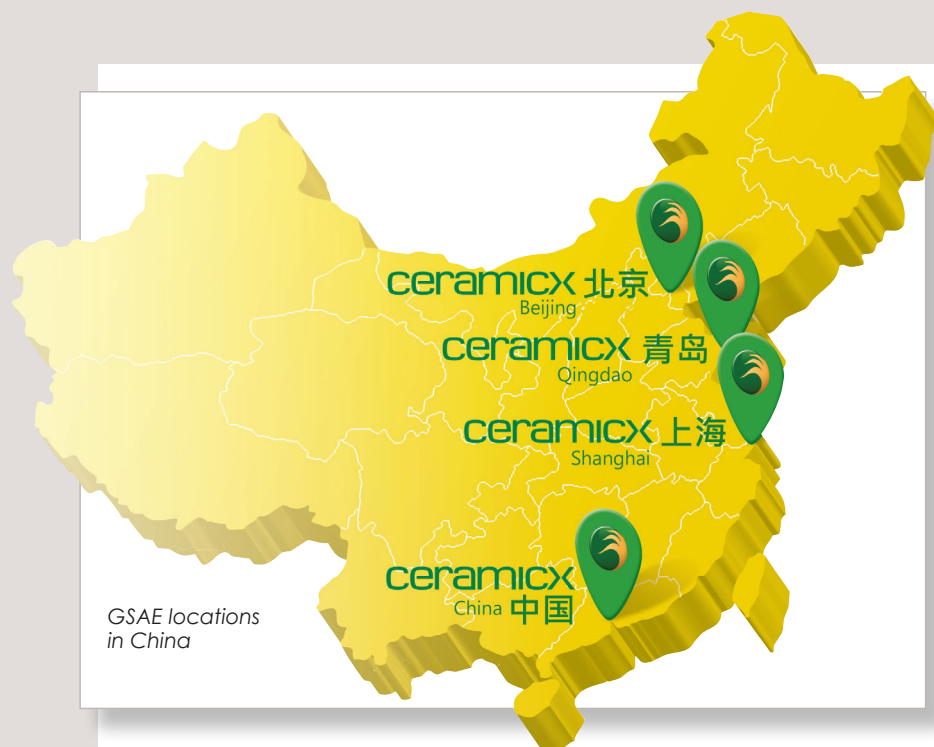 ceramicx 北京
Beijing
ceramicx 青岛
Qingdao
ceramicx 上海
Shanghai
ceramicx
China 中国
GSAE locations
in China